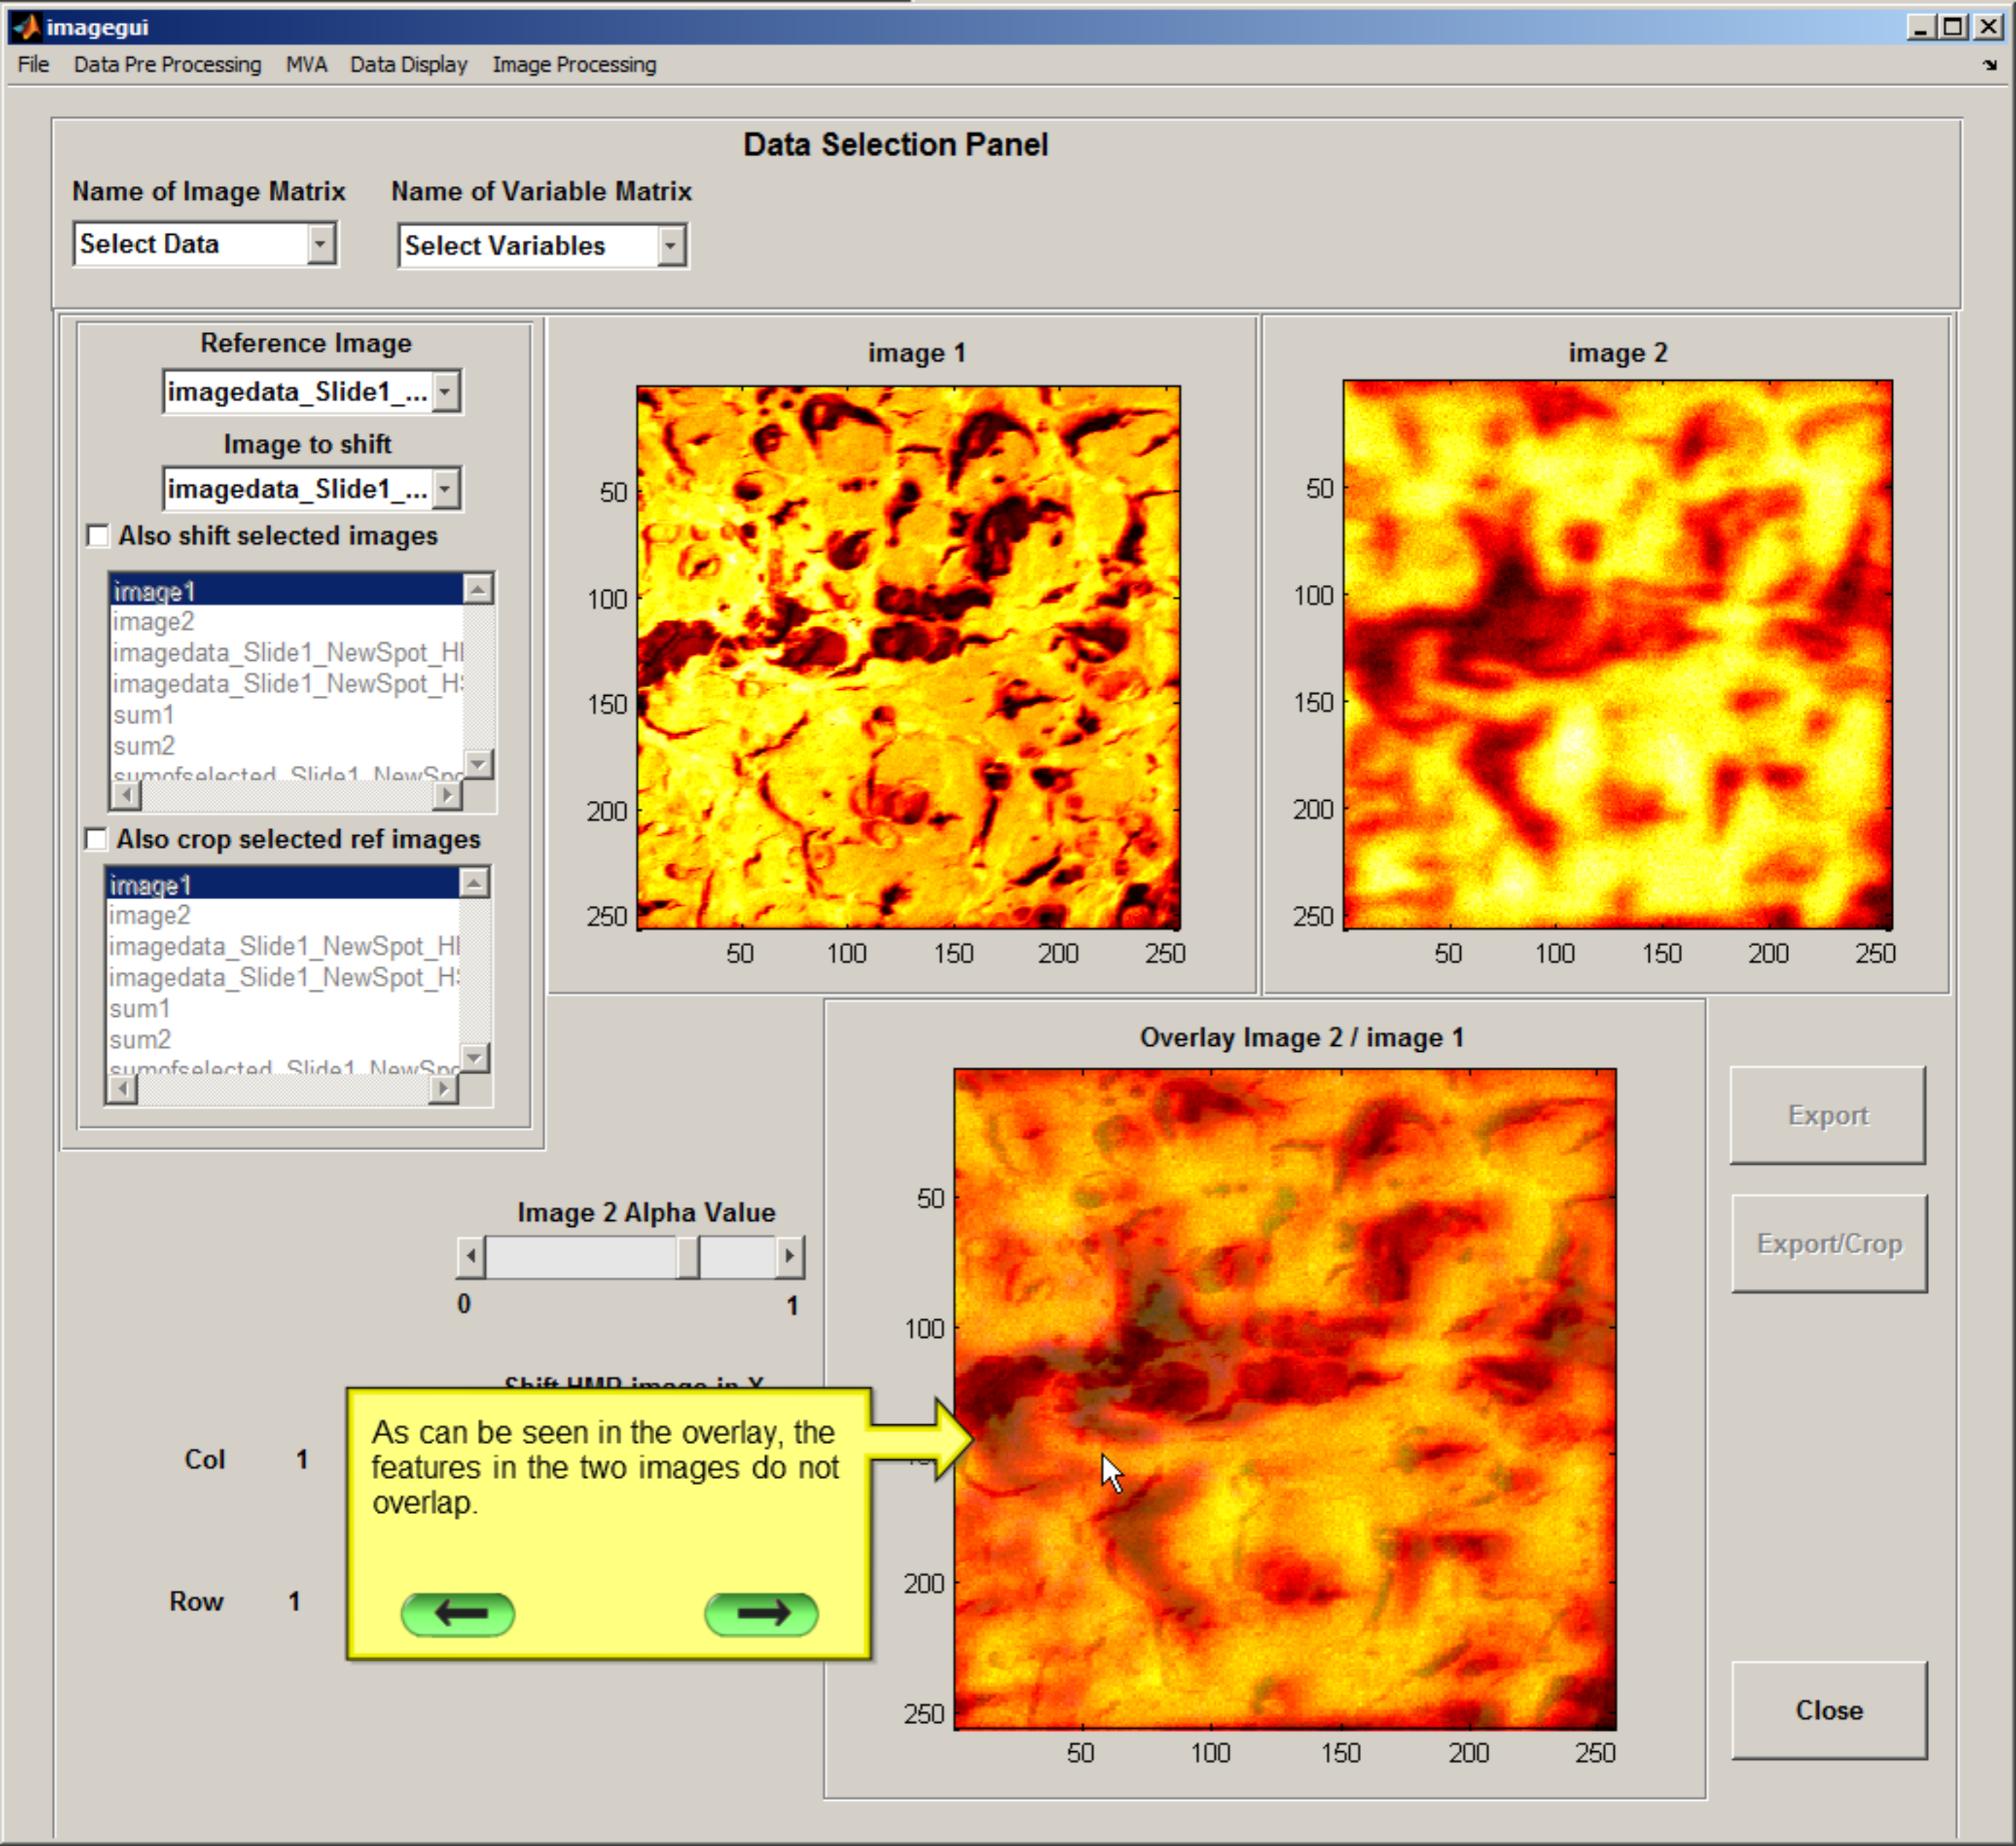 imagegui
File Data Pre Processing MVA Data Display Image Processing
Data Selection Panel
Name of Image Matrix Name of Variable Matrix
Select Data Select Variables
Reference Image
imagedata_Slide1_...
Image to shift
imagedata_Slide1_...
Also shift selected images
image1
image2
imagedata_Slide1_NewSpot_HI
imagedata_Slide1_NewSpot_H
sum1
sum2
sumofselected_Slide1_NewSpo
Also crop selected ref images
image1
image2
imagedata_Slide1_NewSpot_HI
imagedata_Slide1_NewSpot_H
sum1
sum2
sumofselected_Slide1_NewSpo
image 1
50
100
150
200
250
50 100 150 200 250
image 2
50
100
150
200
250
50 100 150 200 250
Overlay Image 2 / image 1
50
100
200
250
50 100 150 200 250
Export
Export/Crop
Close
Image 2 Alpha Value
0 1
Shift HMR image in X
Col 1
Row 1
As can be seen in the overlay, the
features in the two images do not
overlap.